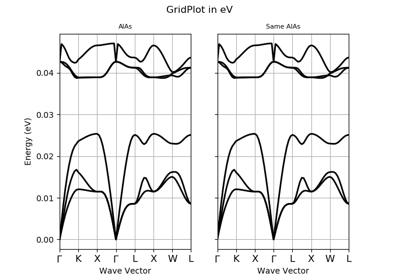 GridPlot in eV
AlAs
Same AlAs
Energy (eV)
0.04
0.03
0.02
0.01
0.00
Γ K X Γ L X W L
Γ K X Γ L X W L
Wave Vector
Wave Vector